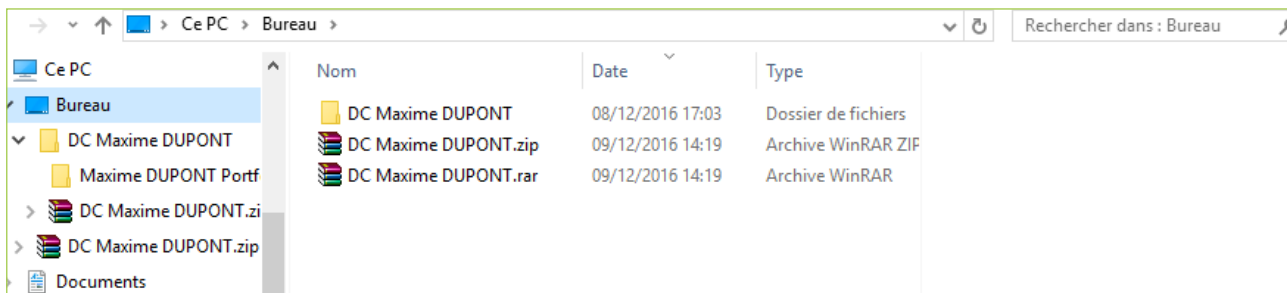 Ce PC > Bureau >
Rechercher dans : Bureau
Ce PC
Bureau
DC Maxime DUPONT
Maxime DUPONT Portf
DC Maxime DUPONT.zi
DC Maxime DUPONT.zip
Documents
Nom Date Type
DC Maxime DUPONT 08/12/2016 17:03 Dossier de fichiers
DC Maxime DUPONT.zip 09/12/2016 14:19 Archive WinRAR ZIP
DC Maxime DUPONT.rar 09/12/2016 14:19 Archive WinRAR